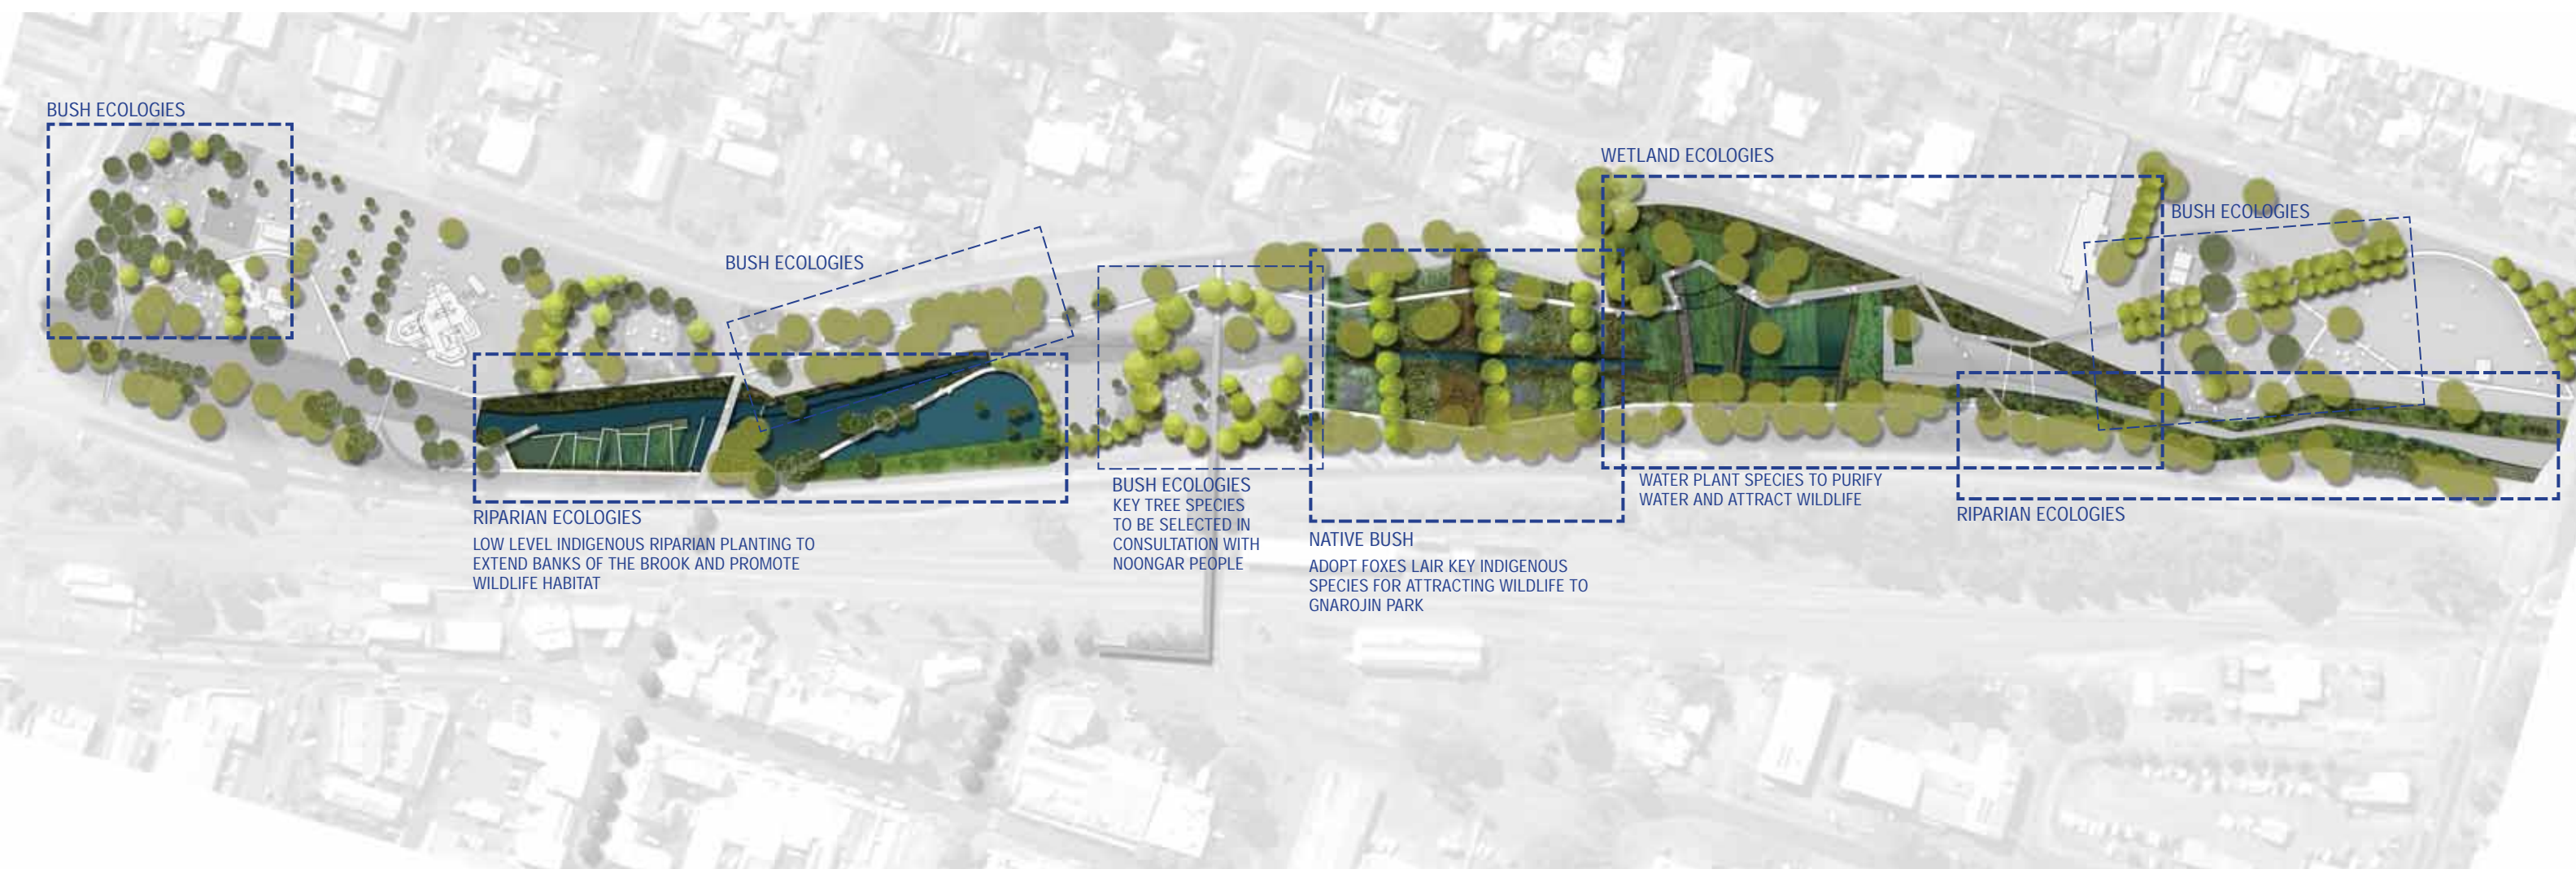 BUSH ECOLOGIES
BUSH ECOLOGIES
RIPARIAN ECOLOGIES
LOW LEVEL INDIGENOUS RIPARIAN PLANTING TO
EXTEND BANKS OF THE BROOK AND PROMOTE
WILDLIFE HABITAT
BUSH ECOLOGIES
KEY TREE SPECIES
TO BE SELECTED IN
CONSULTATION WITH
NOONGAR PEOPLE
NATIVE BUSH
ADOPT FOXES LAIR KEY INDIGENOUS
SPECIES FOR ATTRACTING WILDLIFE TO
GNAROJIN PARK
WETLAND ECOLOGIES
WATER PLANT SPECIES TO PURIFY
WATER AND ATTRACT WILDLIFE
BUSH ECOLOGIES
RIPARIAN ECOLOGIES